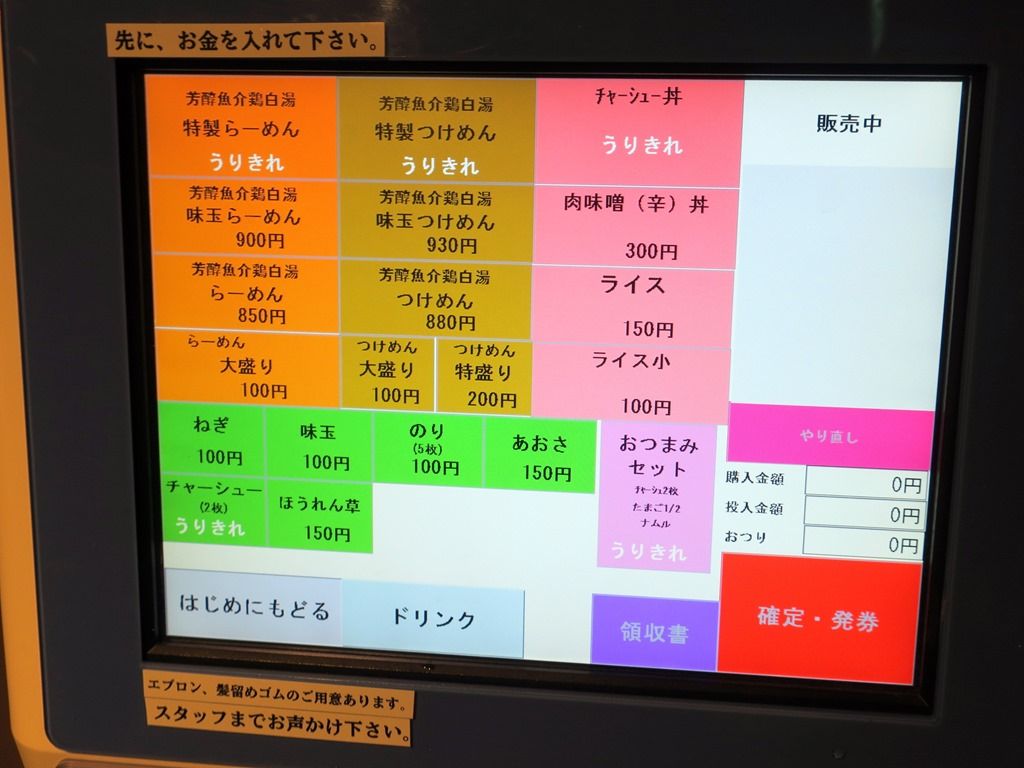 先に、お金を入れて下さい。
芳醇魚介鶏白湯
特製らーめん
うりきれ
芳醇魚介鶏白湯
特製つけめん
うりきれ
ﾁｬｰｼｭｰ丼
うりきれ
販売中
芳醇魚介鶏白湯
味玉らーめん
900円
芳醇魚介鶏白湯
味玉つけめん
930円
肉味噌（辛）丼
300円
芳醇魚介鶏白湯
らーめん
850円
芳醇魚介鶏白湯
つけめん
880円
ライス
150円
らーめん
大盛り
100円
つけめん
大盛り
100円
つけめん
特盛り
200円
ライス小
100円
ねぎ
100円
味玉
100円
のり
(5枚)
100円
あおさ
150円
おつまみ
セット
ﾁｬｰｼｭ2枚
たまご1/2
ナムル
うりきれ
やり直し
チャーシュー
(2枚)
うりきれ
ほうれん草
150円
購入金額 0円
投入金額 0円
おつり 0円
はじめにもどる
ドリンク
領収書
確定・発券
エプロン、髪留めゴムのご用意あります。
スタッフまでお声かけ下さい。